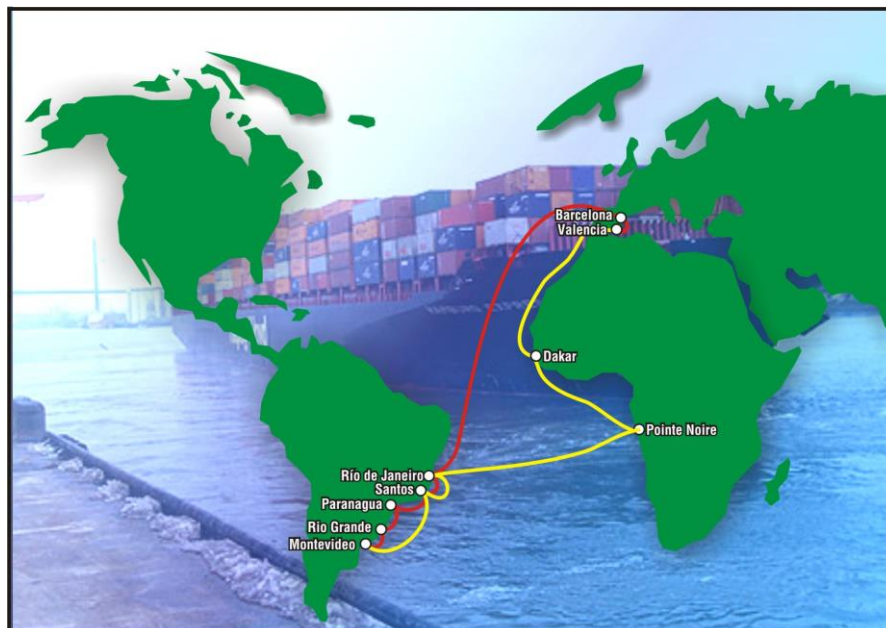 Barcelona
Valencia
Dakar
Pointe Noire
Río de Janeiro
Santos
Paranagua
Rio Grande
Montevideo